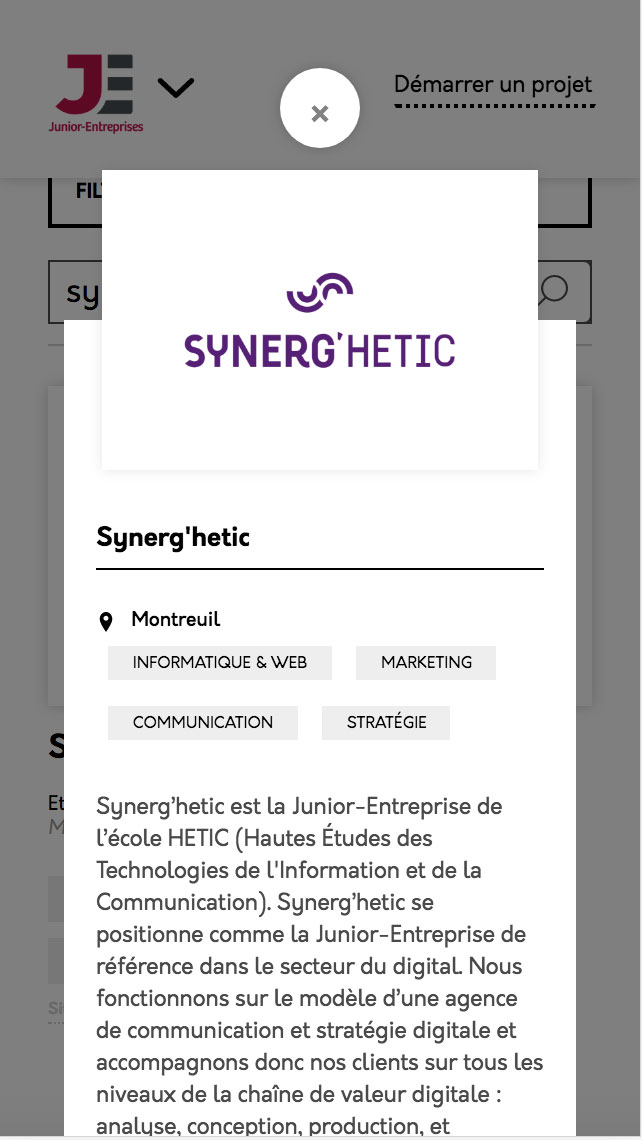 JE
Junior-Entreprises
Démarrer un projet
×
FIL
sy
SYNERG'HETIC
Synerg'hetic
Montreuil
INFORMATIQUE & WEB MARKETING
COMMUNICATION STRATÉGIE
S
Et
M
Si
Synerg’hetic est la Junior-Entreprise de
l’école HETIC (Hautes Études des
Technologies de l'Information et de la
Communication). Synerg’hetic se
positionne comme la Junior-Entreprise de
référence dans le secteur du digital. Nous
fonctionnons sur le modèle d’une agence
de communication et stratégie digitale et
accompagnons donc nos clients sur tous les
niveaux de la chaîne de valeur digitale :
analyse, conception, production, et